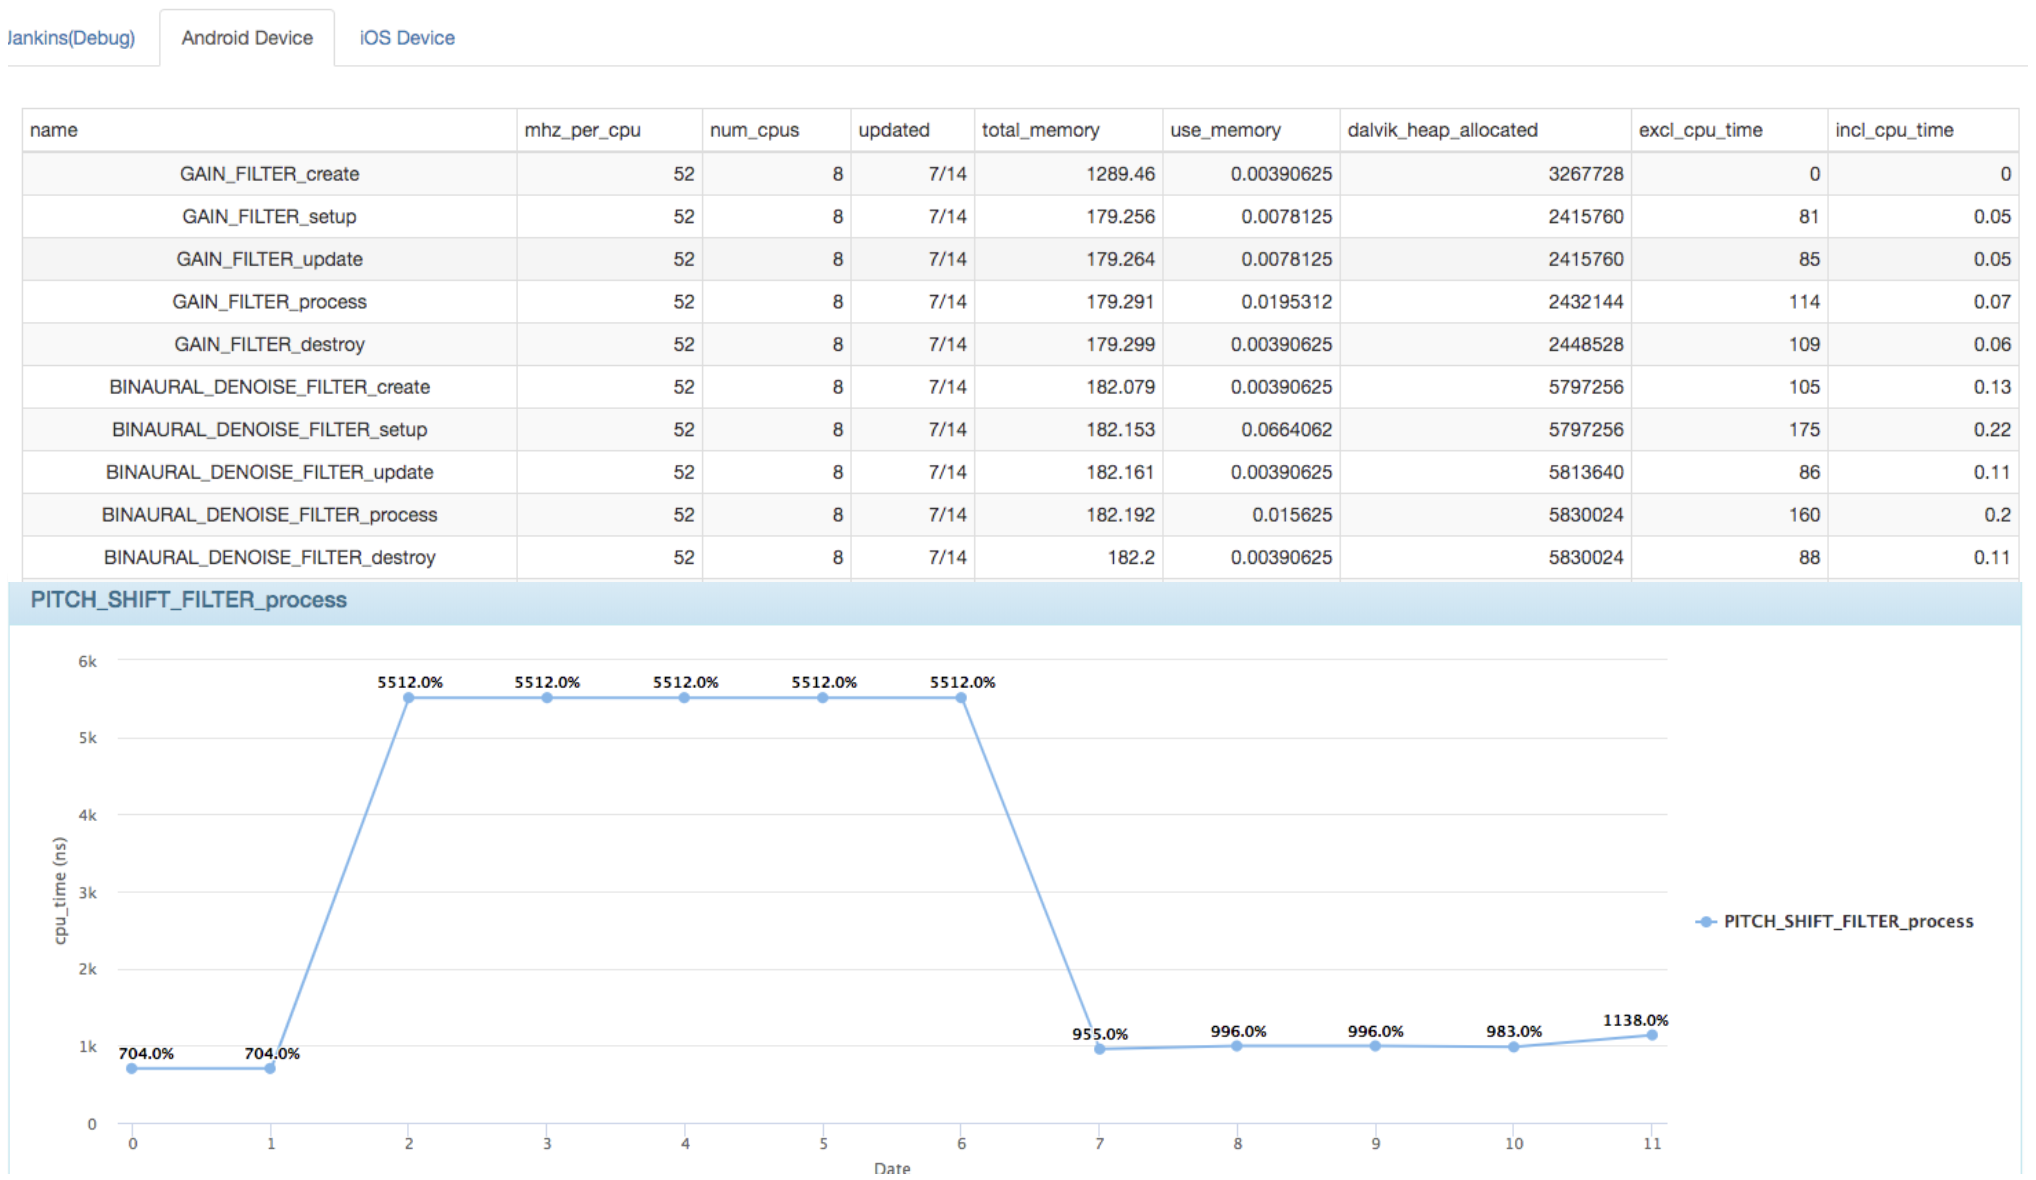 Jankins(Debug) Android Device iOS Device
name mhz_per_cpu num_cpus updated total_memory use_memory dalvik_heap_allocated excl_cpu_time incl_cpu_time
GAIN_FILTER_create 52 8 7/14 1289.46 0.00390625 3267728 0 0
GAIN_FILTER_setup 52 8 7/14 179.256 0.0078125 2415760 81 0.05
GAIN_FILTER_update 52 8 7/14 179.264 0.0078125 2415760 85 0.05
GAIN_FILTER_process 52 8 7/14 179.291 0.0195312 2432144 114 0.07
GAIN_FILTER_destroy 52 8 7/14 179.299 0.00390625 2448528 109 0.06
BINAURAL_DENOISE_FILTER_create 52 8 7/14 182.079 0.00390625 5797256 105 0.13
BINAURAL_DENOISE_FILTER_setup 52 8 7/14 182.153 0.0664062 5797256 175 0.22
BINAURAL_DENOISE_FILTER_update 52 8 7/14 182.161 0.00390625 5813640 86 0.11
BINAURAL_DENOISE_FILTER_process 52 8 7/14 182.192 0.015625 5830024 160 0.2
BINAURAL_DENOISE_FILTER_destroy 52 8 7/14 182.2 0.00390625 5830024 88 0.11
PITCH_SHIFT_FILTER_process
6k
5512.0% 5512.0% 5512.0% 5512.0% 5512.0%
5k
4k
cpu_time (ns)
3k
PITCH_SHIFT_FILTER_process
2k
1k
704.0% 704.0% 955.0% 996.0% 996.0% 983.0% 1138.0%
0
0 1 2 3 4 5 6 7 8 9 10 11
Date